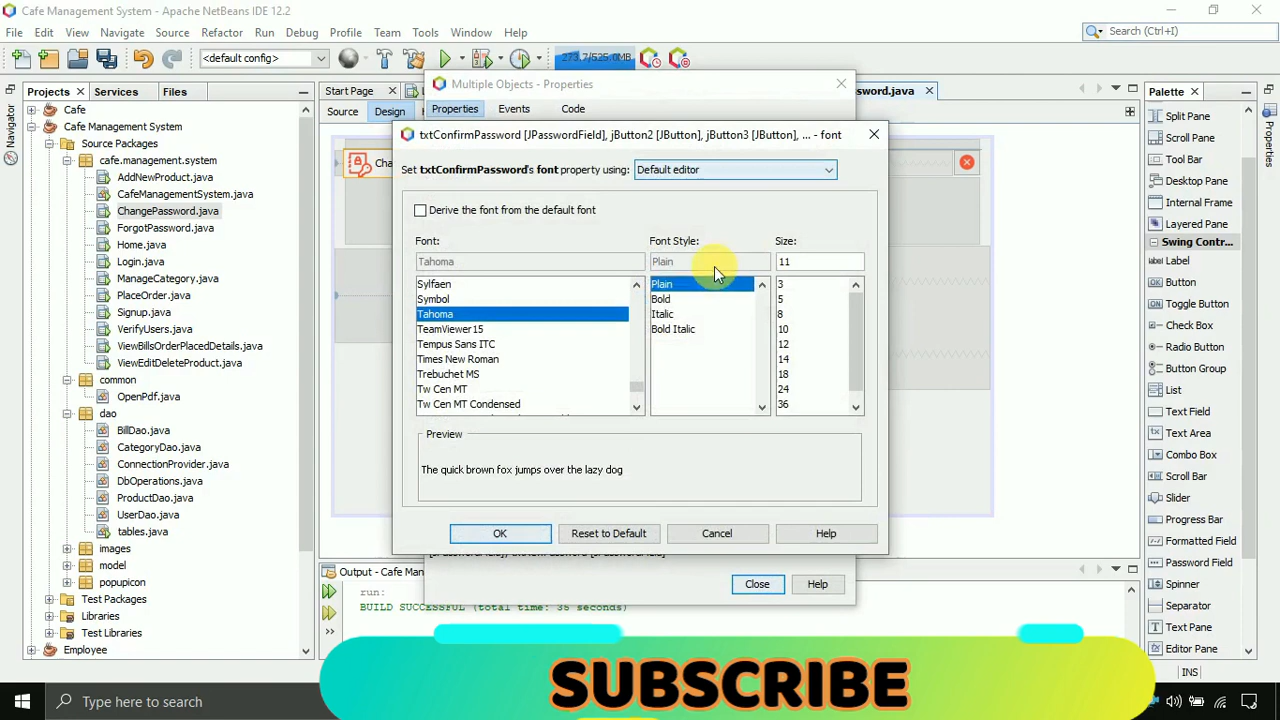 Cafe Management System - Apache NetBeans IDE 12.2
File Edit View Navigate Source Refactor Run Debug Profile Team Tools Window Help
Search (Ctrl+I)
<default config>
273.7/525.0MB
Multiple Objects - Properties
Projects Services Files
Start Page
sword.java
Palette
Properties Events Code
Source Design
Navigator
Properties
Cafe
Cafe Management System
Source Packages
cafe.management.system
AddNewProduct.java
CafeManagementSystem.java
ChangePassword.java
ForgotPassword.java
Home.java
Login.java
ManageCategory.java
PlaceOrder.java
Signup.java
VerifyUsers.java
ViewBillsOrderPlacedDetails.java
ViewEditDeleteProduct.java
common
OpenPdf.java
dao
BillDao.java
CategoryDao.java
ConnectionProvider.java
DbOperations.java
ProductDao.java
UserDao.java
tables.java
images
model
popupicon
Test Packages
Libraries
Test Libraries
Employee
Cha
txtConfirmPassword [JPasswordField], jButton2 [JButton], jButton3 [JButton], ... - font
Set txtConfirmPassword's font property using:
Default editor
Derive the font from the default font
Font: Font Style: Size:
Tahoma Plain 11
Sylfaen
Symbol
Tahoma
TeamViewer15
Tempus Sans ITC
Times New Roman
Trebuchet MS
Tw Cen MT
Tw Cen MT Condensed
Plain
Bold
Italic
Bold Italic
3
5
8
10
12
14
18
24
36
Preview
The quick brown fox jumps over the lazy dog
OK Reset to Default Cancel Help
Close Help
Split Pane
Scroll Pane
Tool Bar
Desktop Pane
Internal Frame
Layered Pane
Swing Contr...
Label
Button
Toggle Button
Check Box
Radio Button
Button Group
List
Text Field
Text Area
Combo Box
Scroll Bar
Slider
Progress Bar
Formatted Field
Password Field
Spinner
Separator
Text Pane
Editor Pane
Output - Cafe Man
run:
BUILD SUCCESSFUL (total time: 35 seconds)
INS
SUBSCRIBE
Type here to search